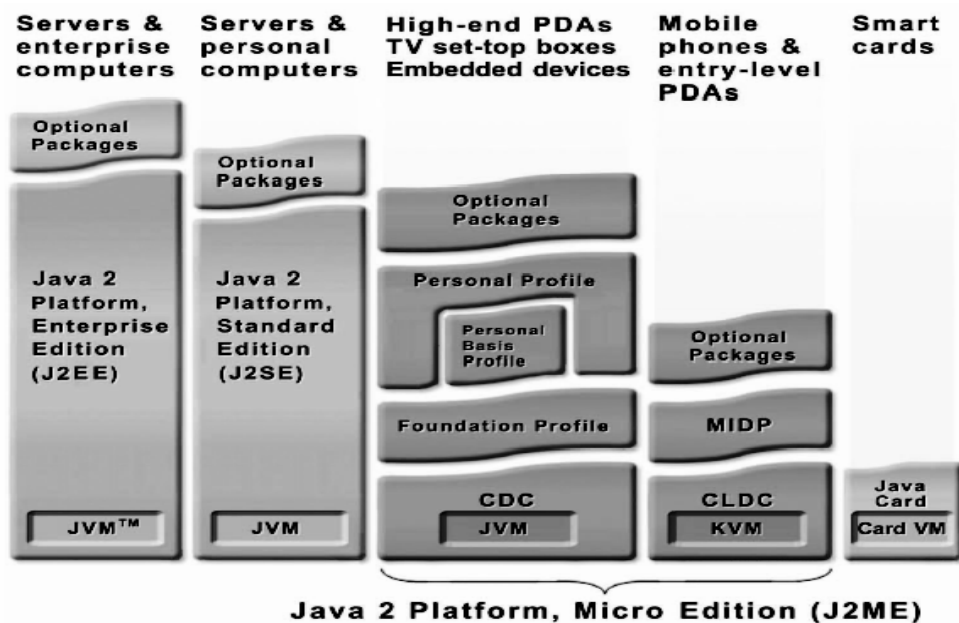 Servers &
enterprise
computers
Servers &
personal
computers
High-end PDAs
TV set-top boxes
Embedded devices
Mobile
phones &
entry-level
PDAs
Smart
cards
Optional
Packages
Java 2
Platform,
Enterprise
Edition
(J2EE)
JVM™
Optional
Packages
Java 2
Platform,
Standard
Edition
(J2SE)
JVM
Optional
Packages
Personal Profile
Personal
Basis
Profile
Foundation Profile
CDC
JVM
Optional
Packages
MIDP
CLDC
KVM
Java
Card
Card VM
Java 2 Platform, Micro Edition (J2ME)